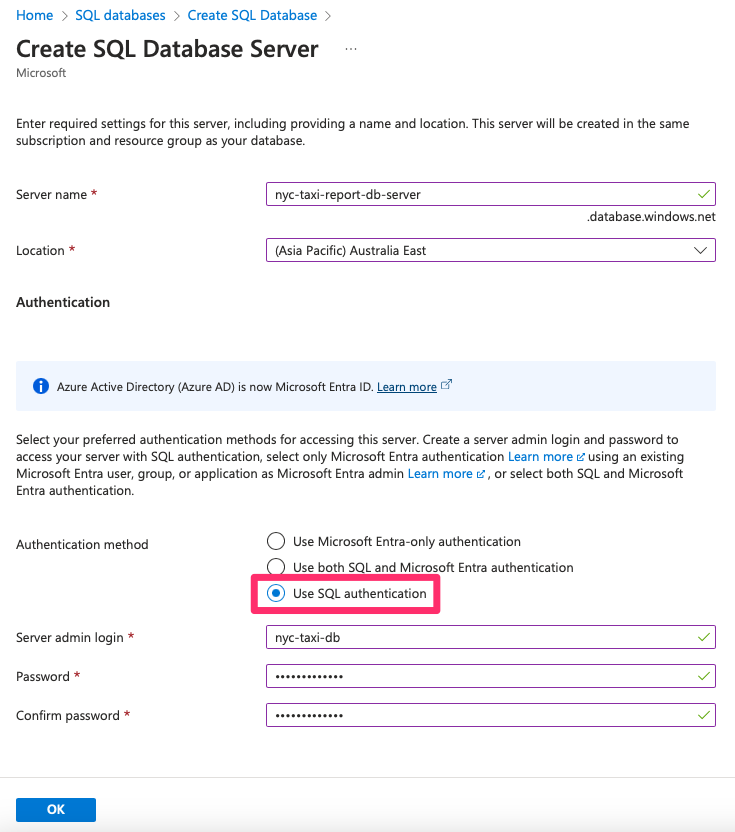 Home > SQL databases > Create SQL Database >
Create SQL Database Server ...
Microsoft
Enter required settings for this server, including providing a name and location. This server will be created in the same
subscription and resource group as your database.
Server name *
nyc-taxi-report-db-server
.database.windows.net
Location *
(Asia Pacific) Australia East
Authentication
Azure Active Directory (Azure AD) is now Microsoft Entra ID. Learn more
Select your preferred authentication methods for accessing this server. Create a server admin login and password to
access your server with SQL authentication, select only Microsoft Entra authentication Learn more using an existing
Microsoft Entra user, group, or application as Microsoft Entra admin Learn more , or select both SQL and Microsoft
Entra authentication.
Authentication method
Use Microsoft Entra-only authentication
Use both SQL and Microsoft Entra authentication
Use SQL authentication
Server admin login *
nyc-taxi-db
Password *
•••••••••••••
Confirm password *
•••••••••••••
OK